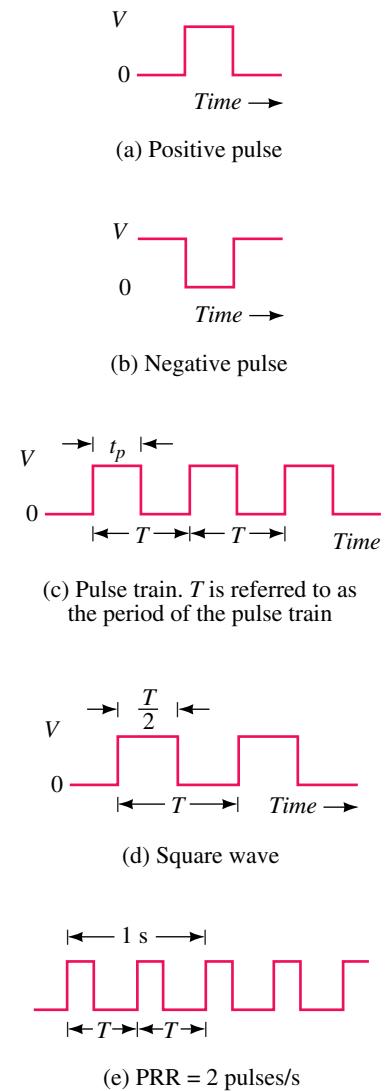 V
0
Time
(a) Positive pulse
V
0
Time
(b) Negative pulse
t_p
V
0
T T
Time
(c) Pulse train. T is referred to as
the period of the pulse train
T
2
V
0
T Time
(d) Square wave
1 s
T T
(e) PRR = 2 pulses/s